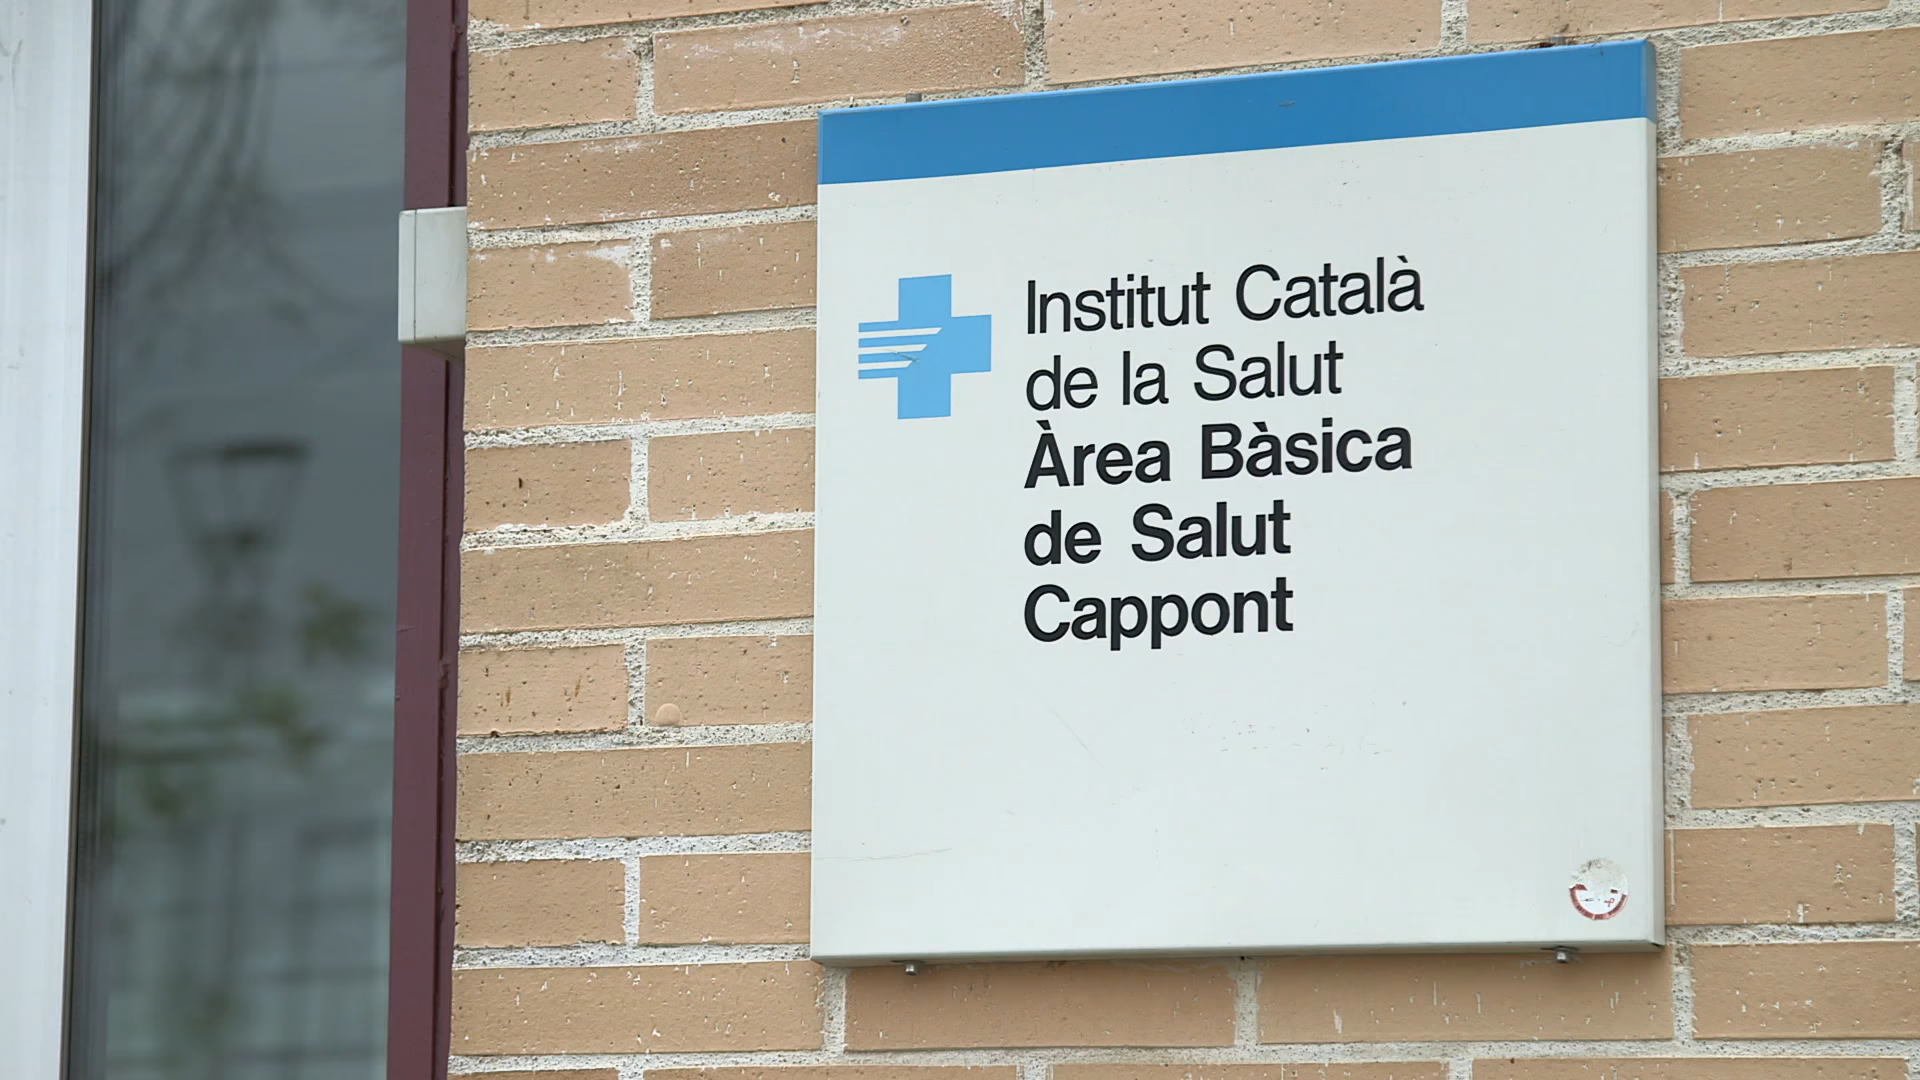 Institut Català
de la Salut
Àrea Bàsica
de Salut
Cappont